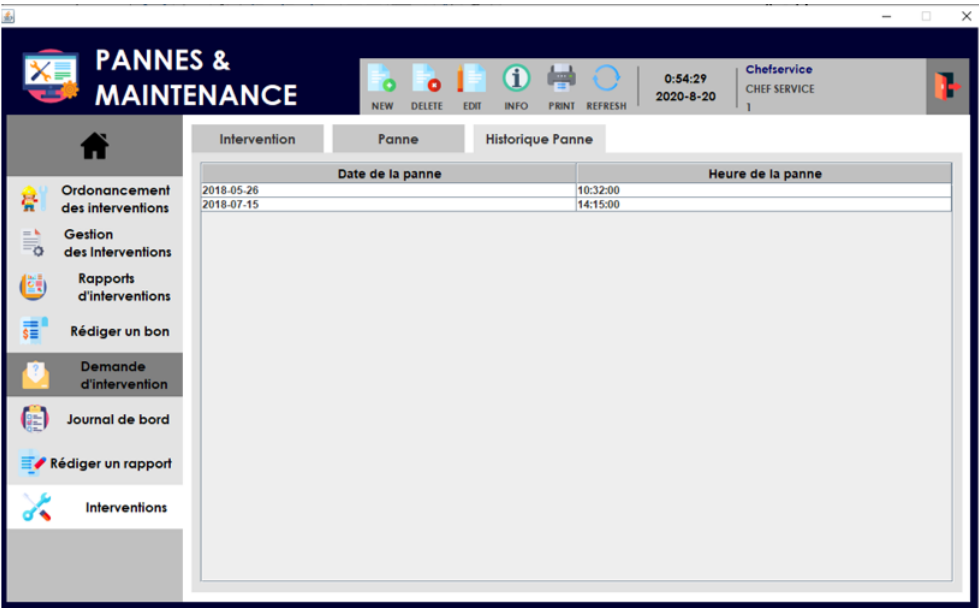 PANNES &
MAINTENANCE
NEW DELETE EDIT INFO PRINT REFRESH
0:54:29
2020-8-20
Chefservice
CHEF SERVICE
1
Intervention Panne Historique Panne
Date de la panne Heure de la panne
2018-05-26 10:32:00
2018-07-15 14:15:00
Ordonancement
des interventions
Gestion
des Interventions
Rapports
d'interventions
Rédiger un bon
Demande
d'intervention
Journal de bord
Rédiger un rapport
Interventions